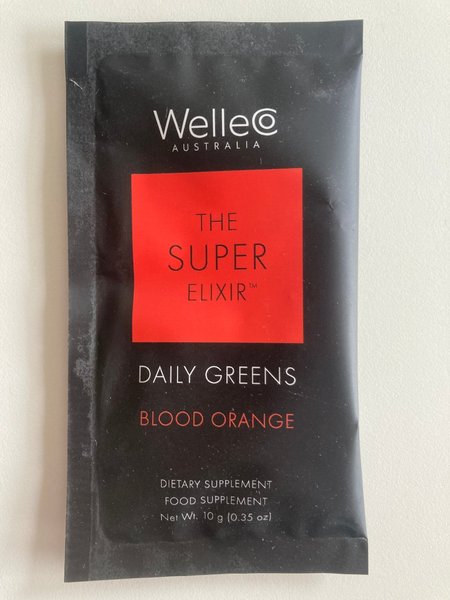 WelleCo
AUSTRALIA
THE
SUPER
ELIXIR™
DAILY GREENS
BLOOD ORANGE
DIETARY SUPPLEMENT
FOOD SUPPLEMENT
Net Wt. 10 g (0.35 oz)